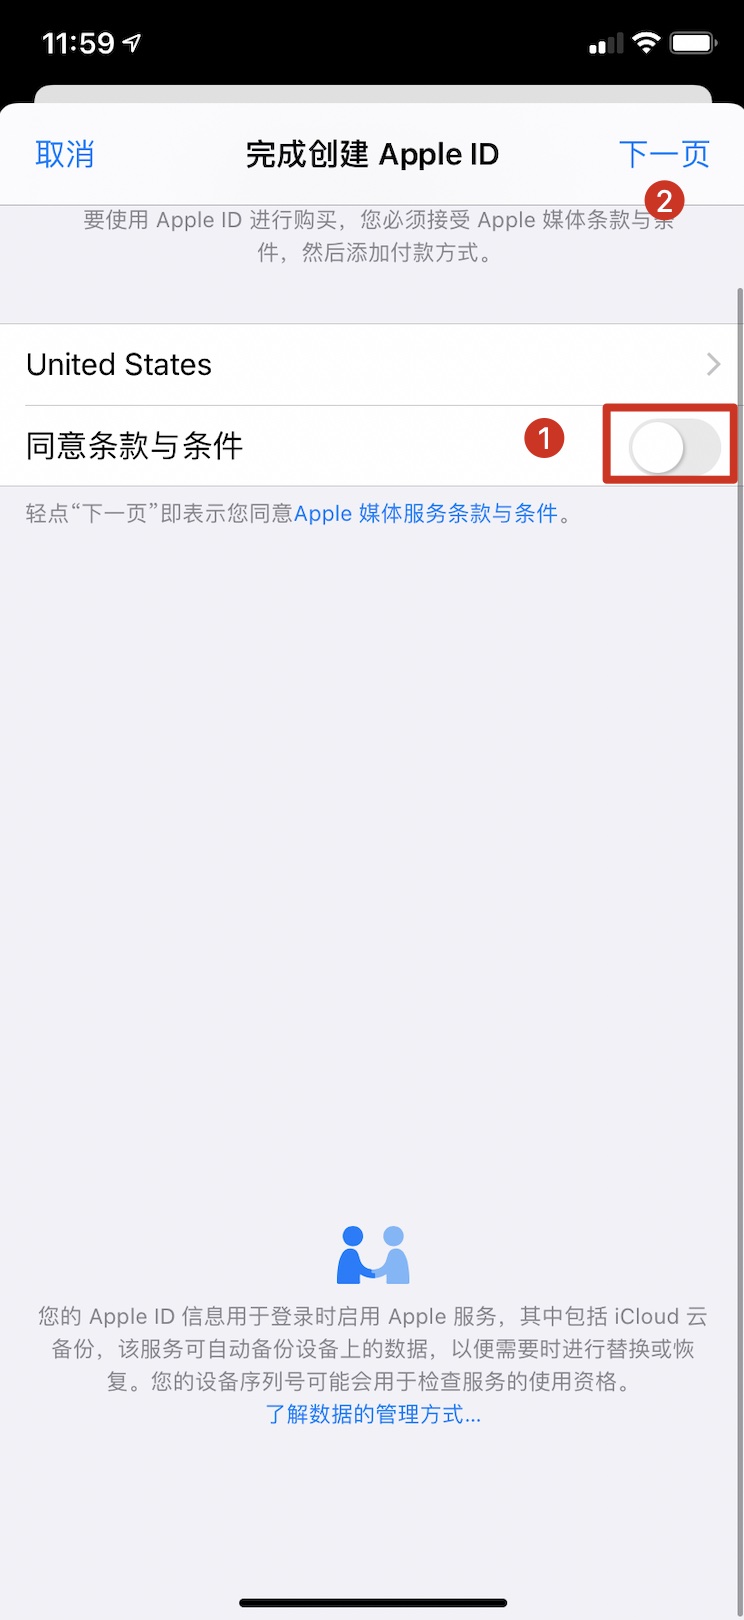 11:59
取消 完成创建 Apple ID 下一页
2
要使用 Apple ID 进行购买，您必须接受 Apple 媒体条款与条
件，然后添加付款方式。
United States
同意条款与条件 1
轻点“下一页”即表示您同意Apple 媒体服务条款与条件。
您的 Apple ID 信息用于登录时启用 Apple 服务，其中包括 iCloud 云
备份，该服务可自动备份设备上的数据，以便需要时进行替换或恢
复。您的设备序列号可能会用于检查服务的使用资格。
了解数据的管理方式...